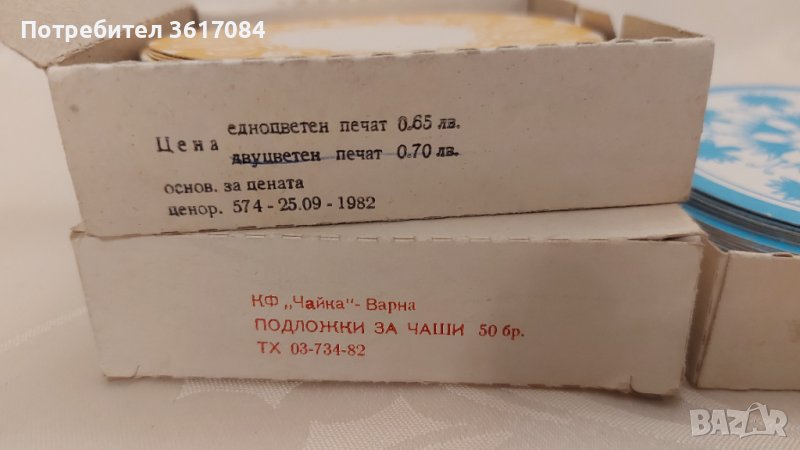 Потребител 3617084
Цена
едноцветен печат 0.65 лв.
двуцветен печат 0.70 лв.
основ. за цената
ценор. 574 - 25.09 - 1982
КФ „Чайка" - Варна
ПОДЛОЖКИ ЗА ЧАШИ 50 бр.
ТХ 03-734-82
BAZAR